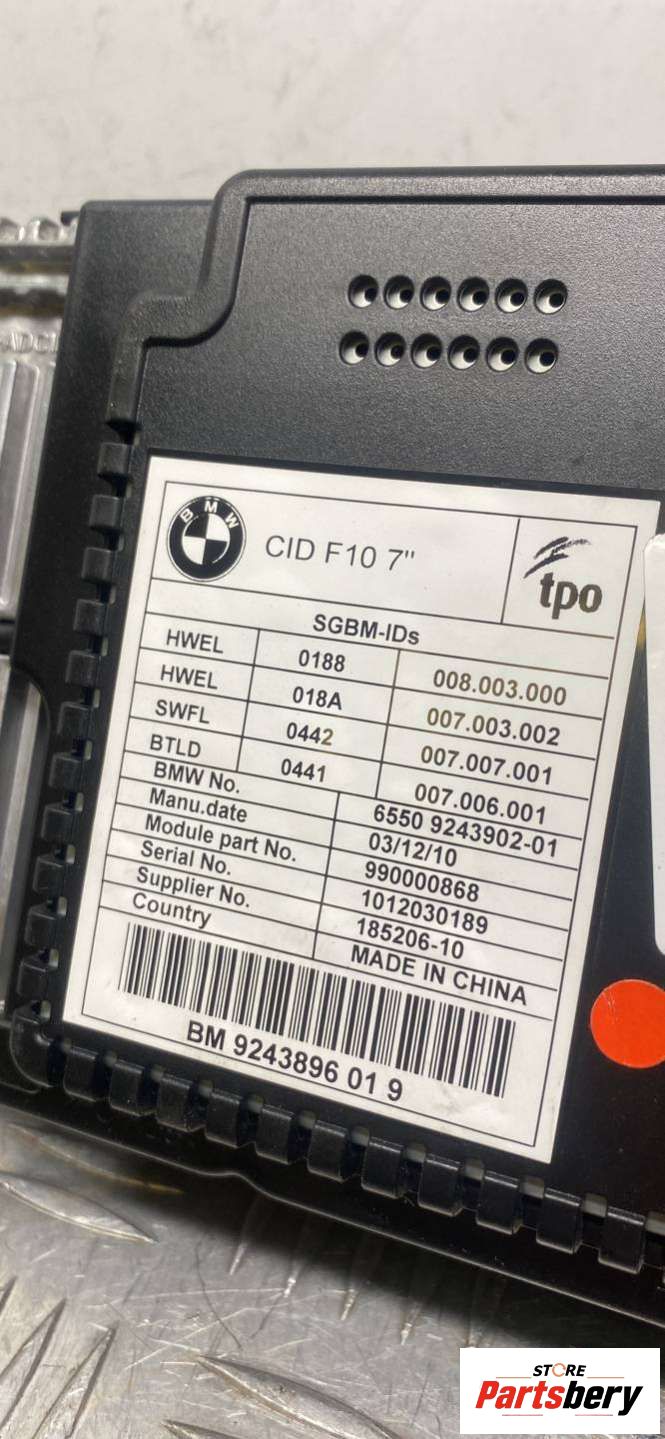 BMW
CID F10 7"
tpo
SGBM-IDs
HWEL 0188 008.003.000
HWEL 018A 007.003.002
SWFL 0442 007.007.001
BTLD 0441 007.006.001
BMW No. 6550 9243902-01
Manu.date 03/12/10
Module part No. 990000868
Serial No. 1012030189
Supplier No. 185206-10
Country MADE IN CHINA
BM 9243896 01 9
STORE
Partsbery